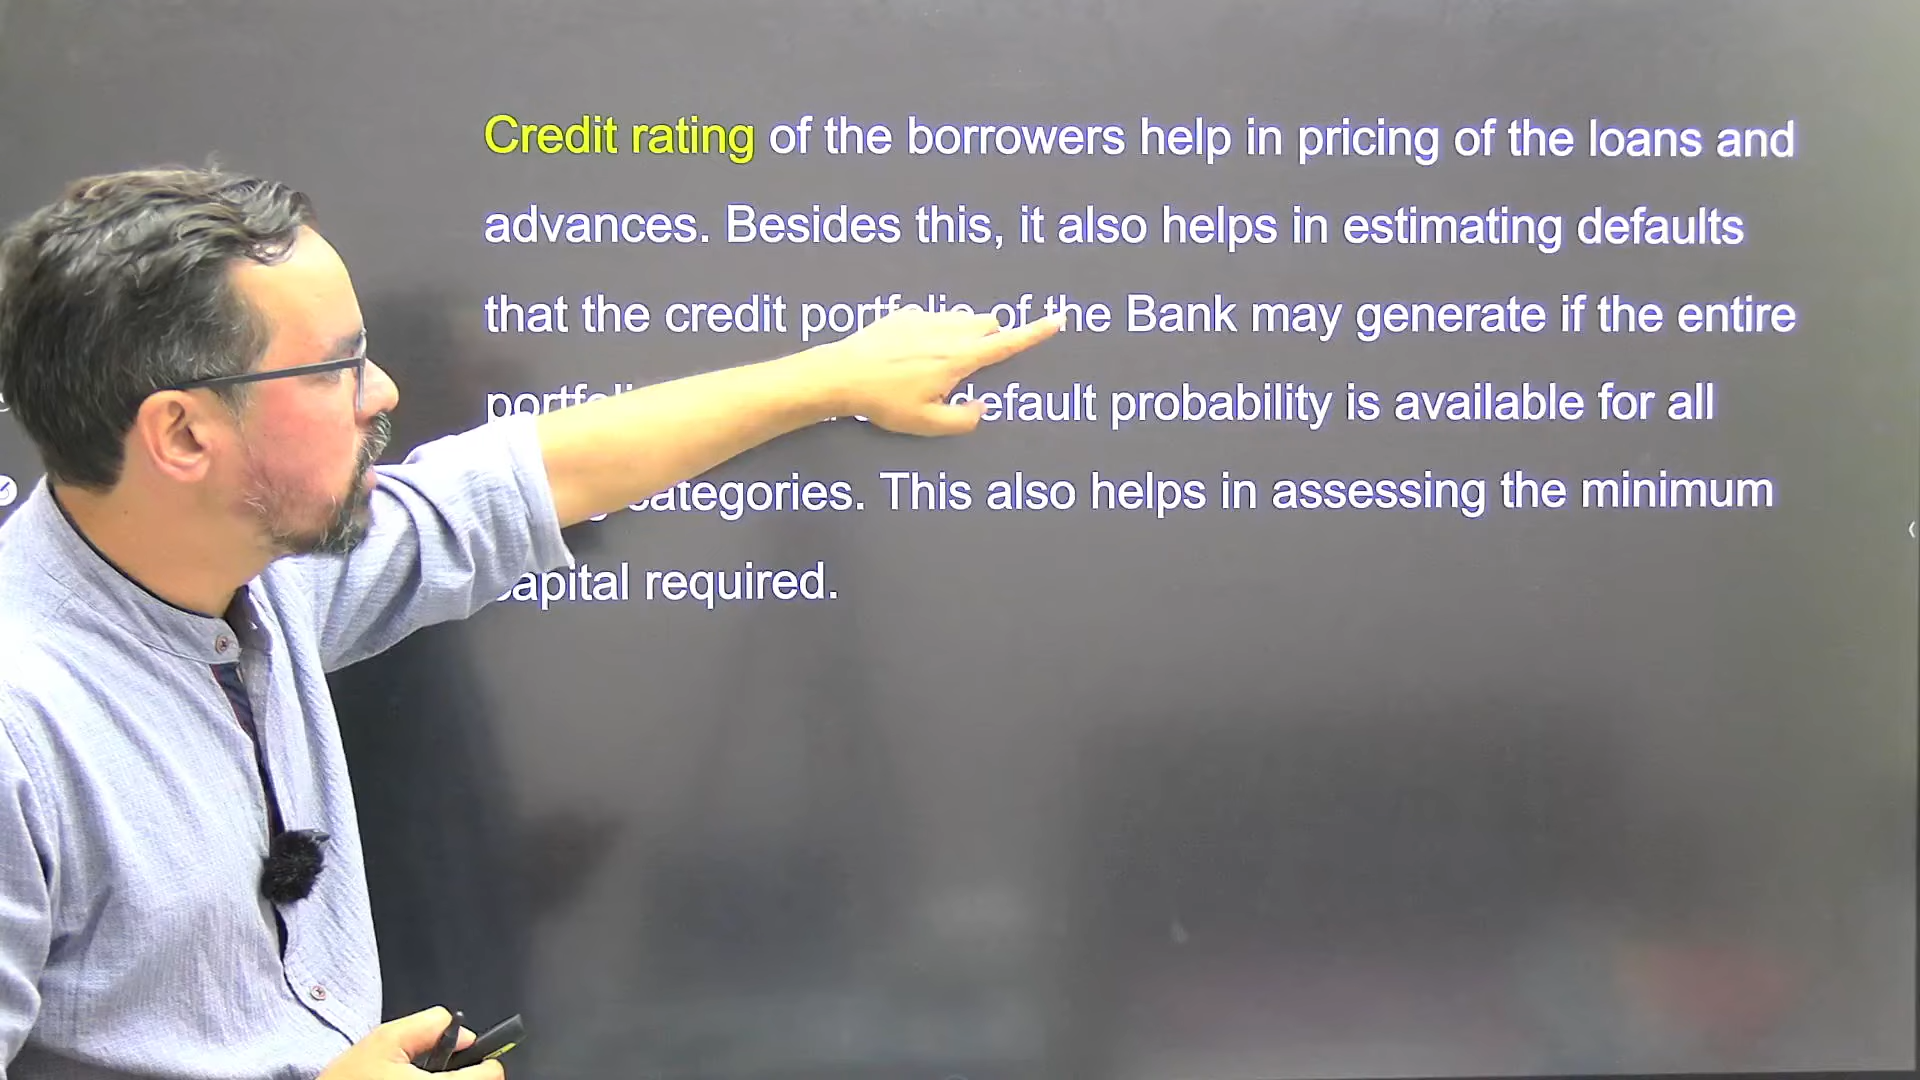 Credit rating of the borrowers help in pricing of the loans and
advances. Besides this, it also helps in estimating defaults
that the credit portfolio of the Bank may generate if the entire
default probability is available for all
categories. This also helps in assessing the minimum
capital required.